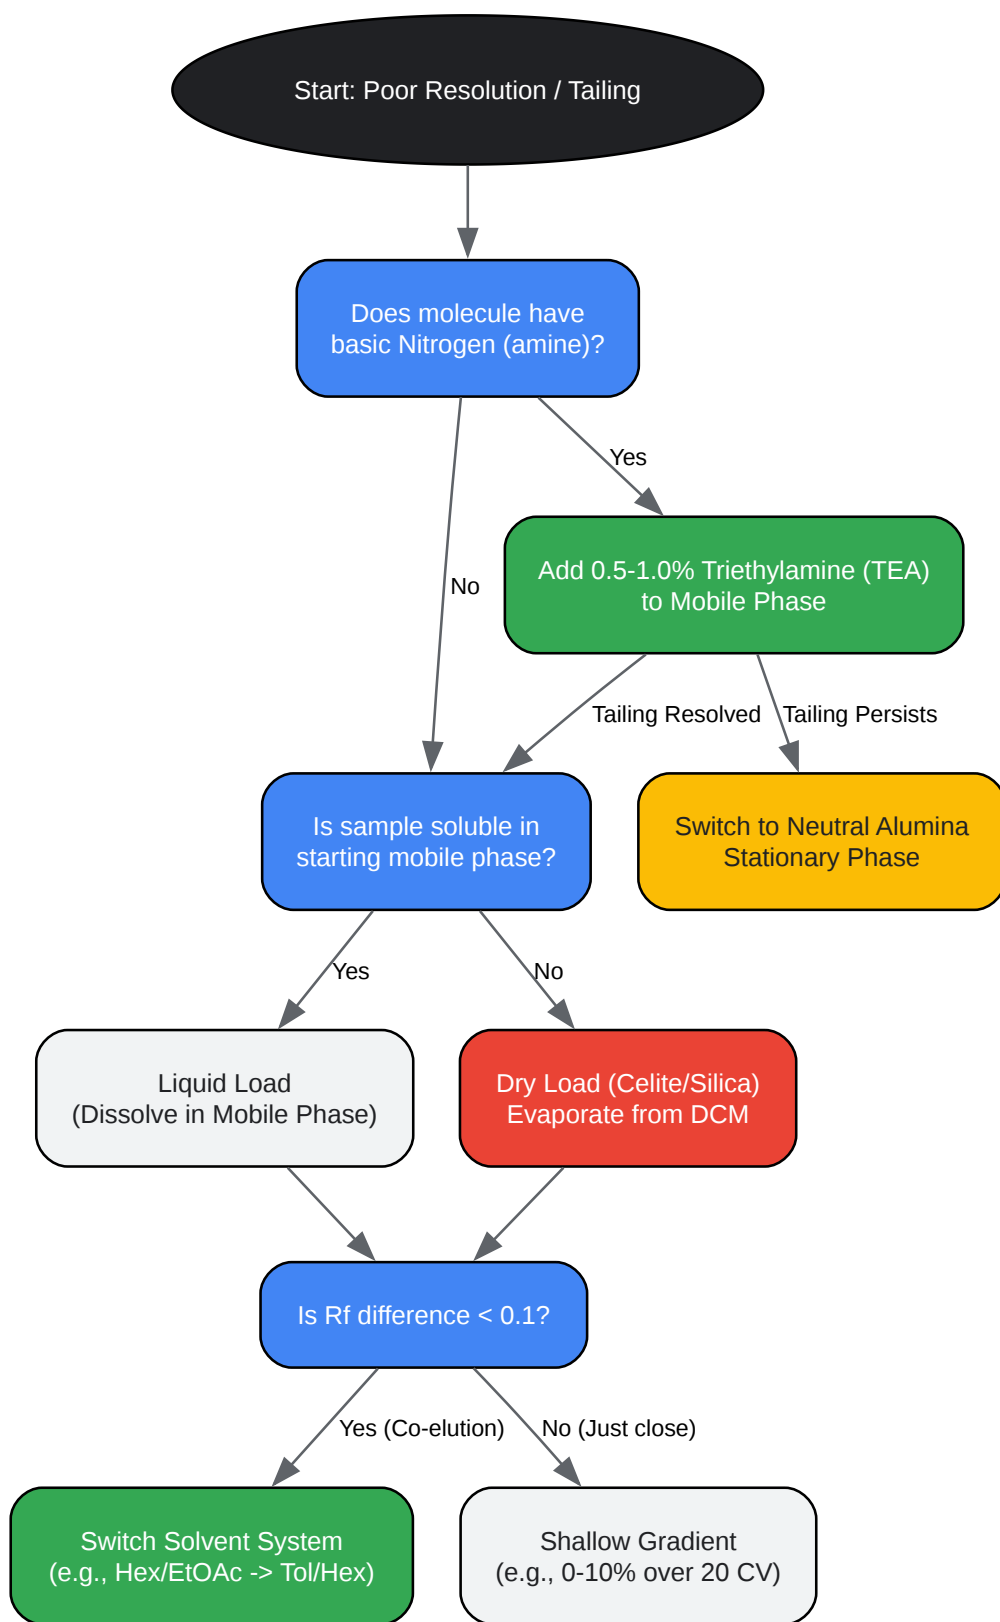 Start: Poor Resolution / Tailing
Does molecule have
basic Nitrogen (amine)?
Yes
Add 0.5-1.0% Triethylamine (TEA)
to Mobile Phase
No
Tailing Resolved
Tailing Persists
Is sample soluble in
starting mobile phase?
Switch to Neutral Alumina
Stationary Phase
Yes
No
Liquid Load
(Dissolve in Mobile Phase)
Dry Load (Celite/Silica)
Evaporate from DCM
Is Rf difference < 0.1?
Yes (Co-elution)
No (Just close)
Switch Solvent System
(e.g., Hex/EtOAc -> Tol/Hex)
Shallow Gradient
(e.g., 0-10% over 20 CV)